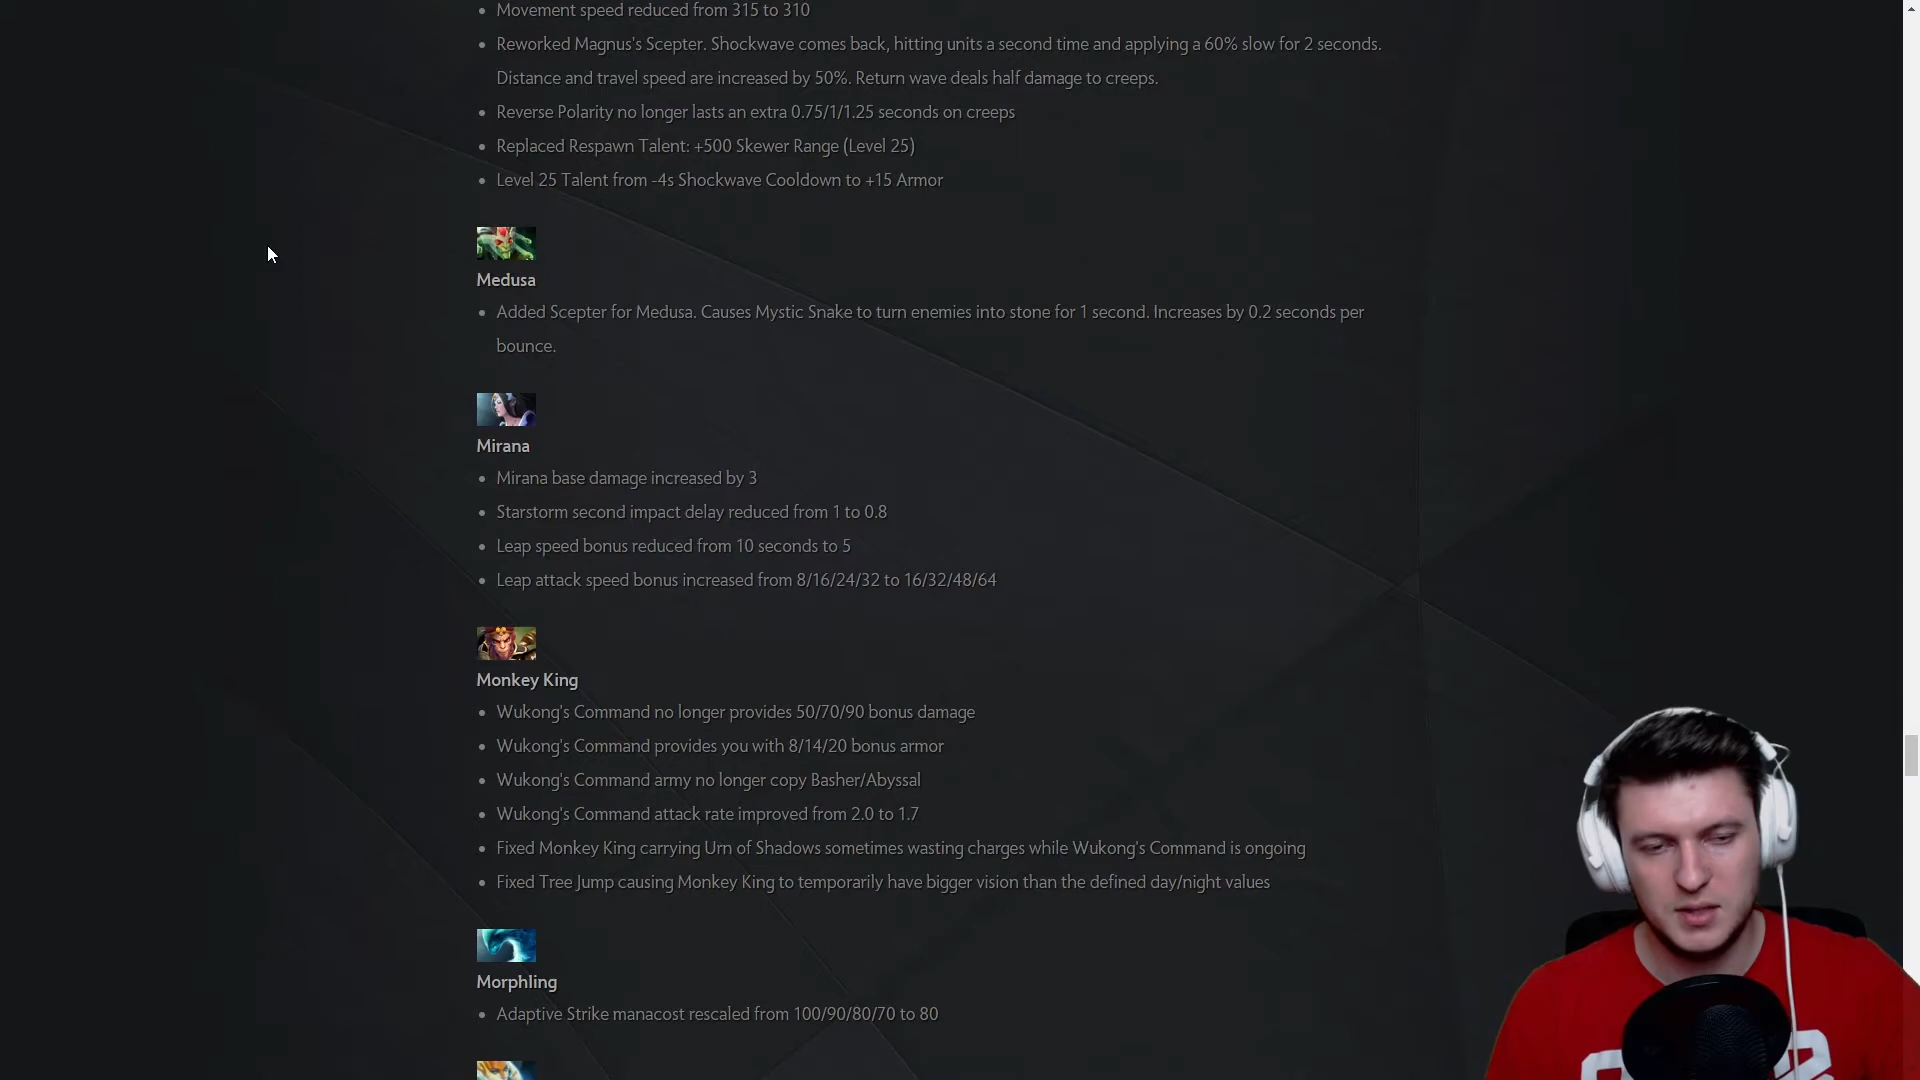 Movement speed reduced from 315 to 310
Reworked Magnus's Scepter. Shockwave comes back, hitting units a second time and applying a 60% slow for 2 seconds.
Distance and travel speed are increased by 50%. Return wave deals half damage to creeps.
Reverse Polarity no longer lasts an extra 0.75/1/1.25 seconds on creeps
Replaced Respawn Talent: +500 Skewer Range (Level 25)
Level 25 Talent from -4s Shockwave Cooldown to +15 Armor
Medusa
Added Scepter for Medusa. Causes Mystic Snake to turn enemies into stone for 1 second. Increases by 0.2 seconds per
bounce.
Mirana
Mirana base damage increased by 3
Starstorm second impact delay reduced from 1 to 0.8
Leap speed bonus reduced from 10 seconds to 5
Leap attack speed bonus increased from 8/16/24/32 to 16/32/48/64
Monkey King
Wukong's Command no longer provides 50/70/90 bonus damage
Wukong's Command provides you with 8/14/20 bonus armor
Wukong's Command army no longer copy Basher/Abyssal
Wukong's Command attack rate improved from 2.0 to 1.7
Fixed Monkey King carrying Urn of Shadows sometimes wasting charges while Wukong's Command is ongoing
Fixed Tree Jump causing Monkey King to temporarily have bigger vision than the defined day/night values
Morphling
Adaptive Strike manacost rescaled from 100/90/80/70 to 80